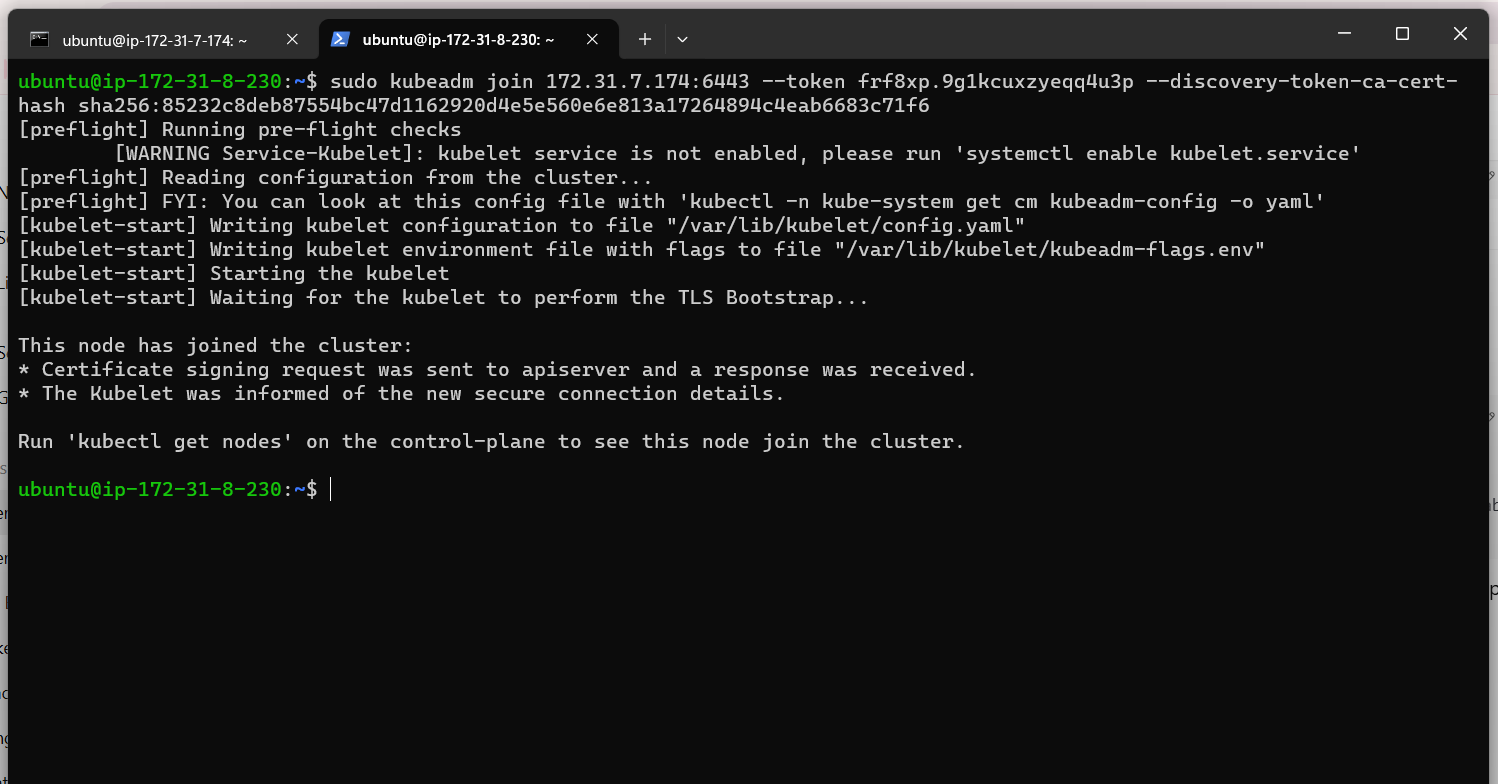 ubuntu@ip-172-31-7-174: ~
ubuntu@ip-172-31-8-230: ~
ubuntu@ip-172-31-8-230:~$ sudo kubeadm join 172.31.7.174:6443 --token frf8xp.9g1kcuxzyeqq4u3p --discovery-token-ca-cert-
hash sha256:85232c8deb87554bc47d1162920d4e5e560e6e813a17264894c4eab6683c71f6
[preflight] Running pre-flight checks
        [WARNING Service-Kubelet]: kubelet service is not enabled, please run 'systemctl enable kubelet.service'
[preflight] Reading configuration from the cluster...
[preflight] FYI: You can look at this config file with 'kubectl -n kube-system get cm kubeadm-config -o yaml'
[kubelet-start] Writing kubelet configuration to file "/var/lib/kubelet/config.yaml"
[kubelet-start] Writing kubelet environment file with flags to file "/var/lib/kubelet/kubeadm-flags.env"
[kubelet-start] Starting the kubelet
[kubelet-start] Waiting for the kubelet to perform the TLS Bootstrap...
This node has joined the cluster:
* Certificate signing request was sent to apiserver and a response was received.
* The Kubelet was informed of the new secure connection details.
Run 'kubectl get nodes' on the control-plane to see this node join the cluster.
ubuntu@ip-172-31-8-230:~$